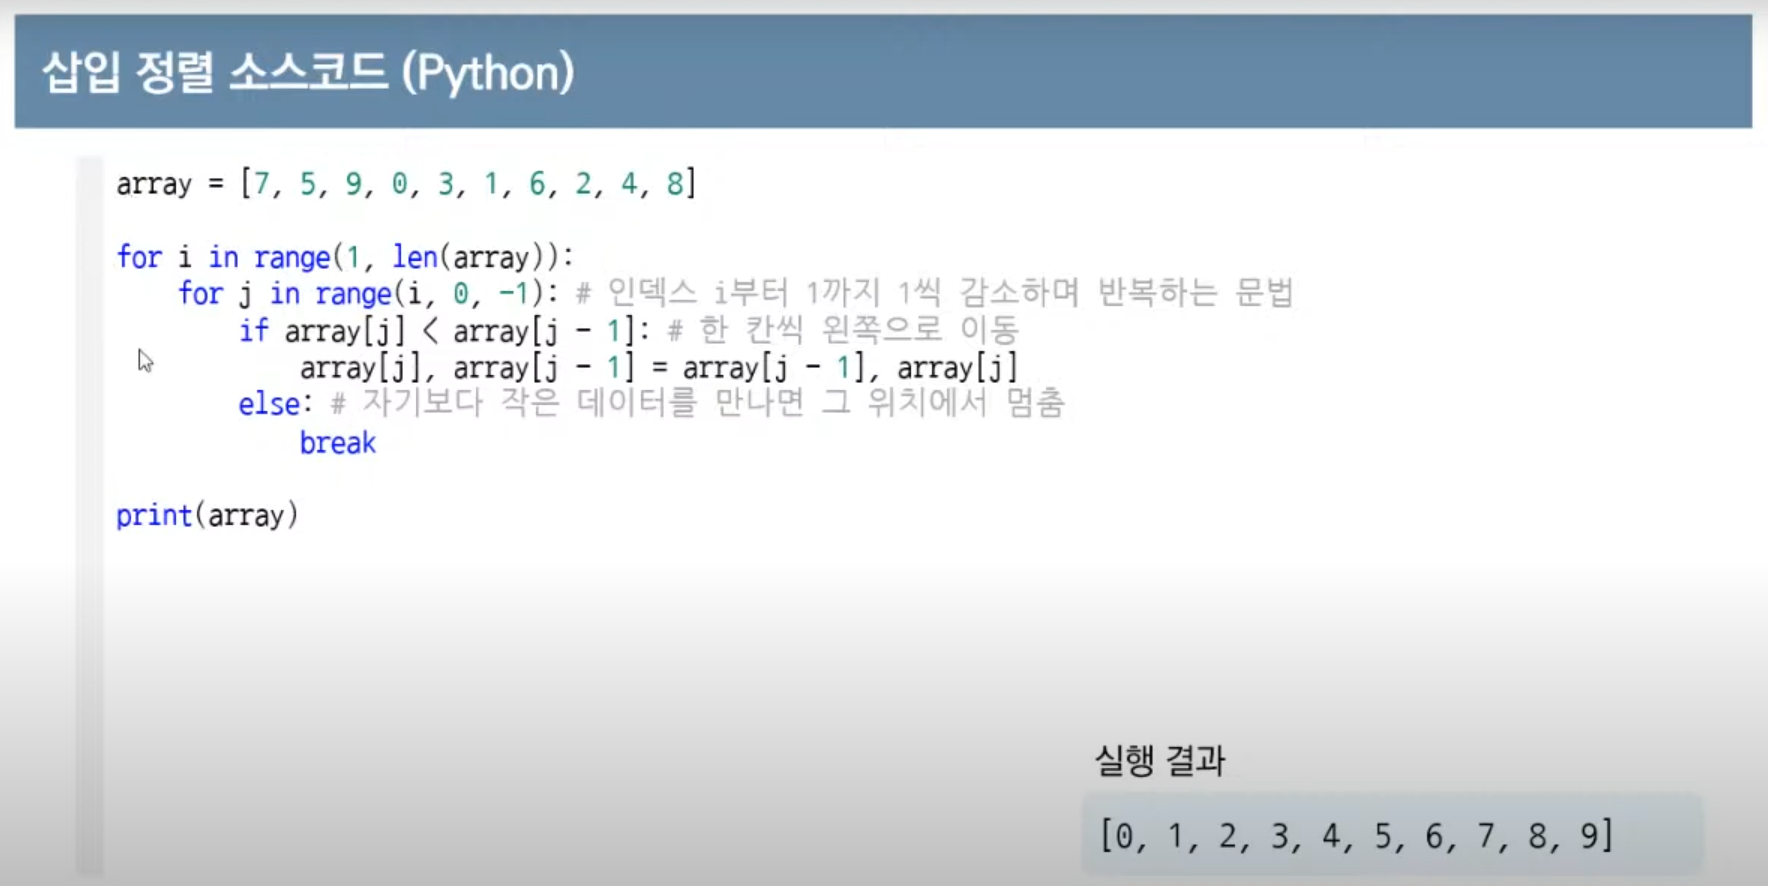 삽입 정렬 소스코드 (Python)
array = [7, 5, 9, 0, 3, 1, 6, 2, 4, 8]
for i in range(1, len(array)):
    for j in range(i, 0, -1): # 인덱스 i부터 1까지 1씩 감소하며 반복하는 문법
        if array[j] < array[j - 1]: # 한 칸씩 왼쪽으로 이동
            array[j], array[j - 1] = array[j - 1], array[j]
        else: # 자기보다 작은 데이터를 만나면 그 위치에서 멈춤
            break
print(array)
실행 결과
[0, 1, 2, 3, 4, 5, 6, 7, 8, 9]